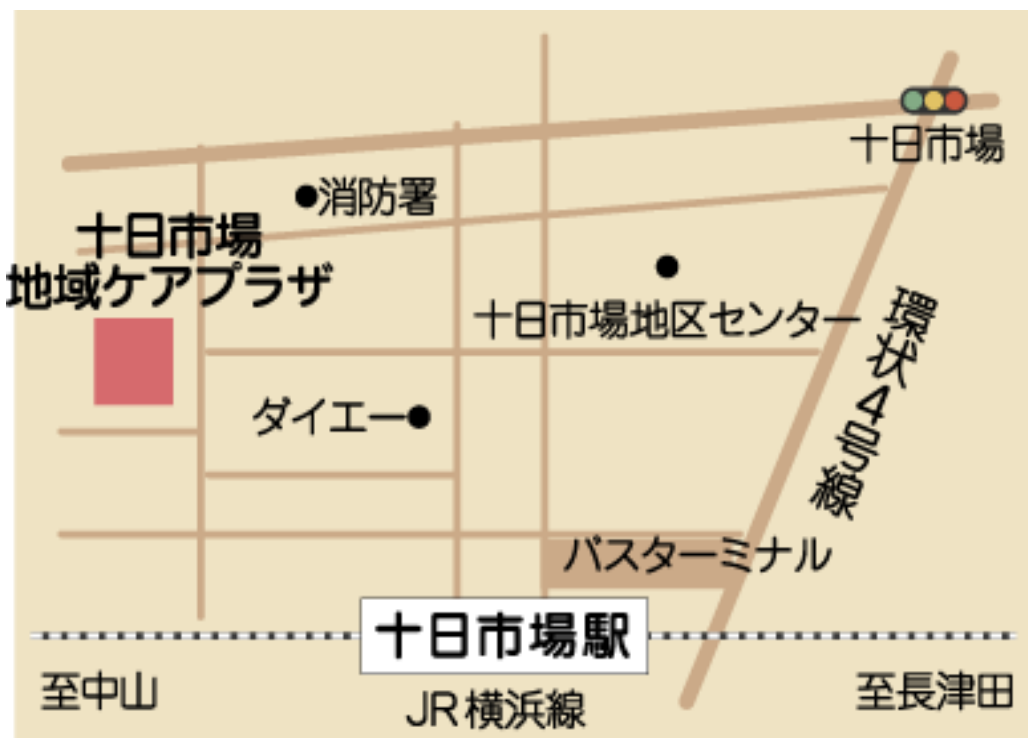 十日市場
消防署
十日市場
地域ケアプラザ
十日市場地区センター
環状4号線
ダイエー
バスターミナル
十日市場駅
至中山
JR横浜線
至長津田